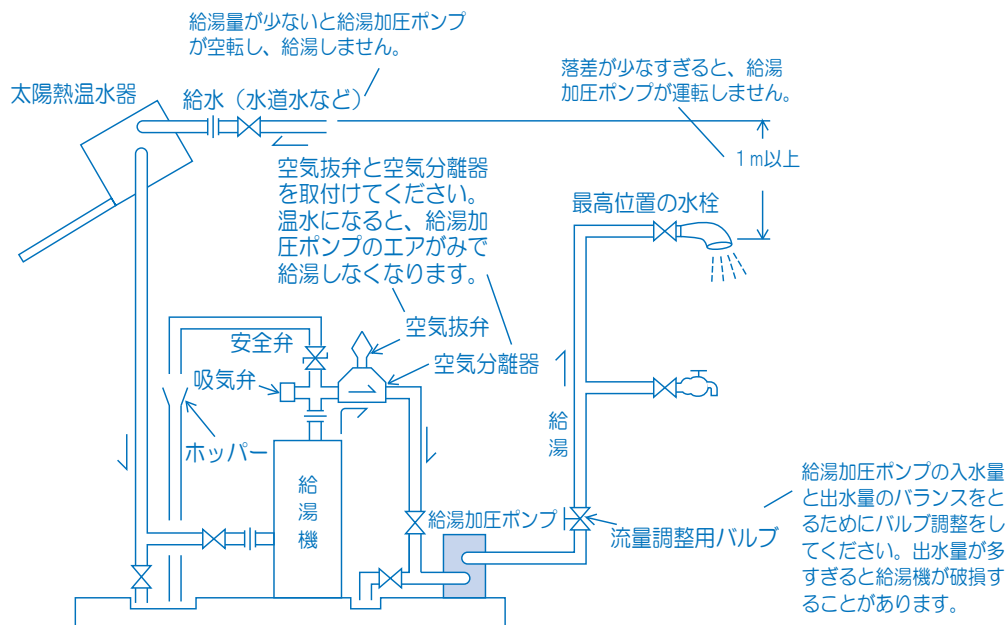 給湯量が少ないと給湯加圧ポンプ
が空転し、給湯しません。
落差が少なすぎると、給湯
加圧ポンプが運転しません。
太陽熱温水器
給水（水道水など）
1m以上
空気抜弁と空気分離器
を取付けてください。
温水になると、給湯加
圧ポンプのエアがみで
給湯しなくなります。
最高位置の水栓
空気抜弁
安全弁
空気分離器
吸気弁
ホッパー
給湯
給湯機
給湯加圧ポンプ
流量調整用バルブ
給湯加圧ポンプの入水量
と出水量のバランスをと
るためにバルブ調整をし
てください。出水量が多
すぎると給湯機が破損す
ることがあります。